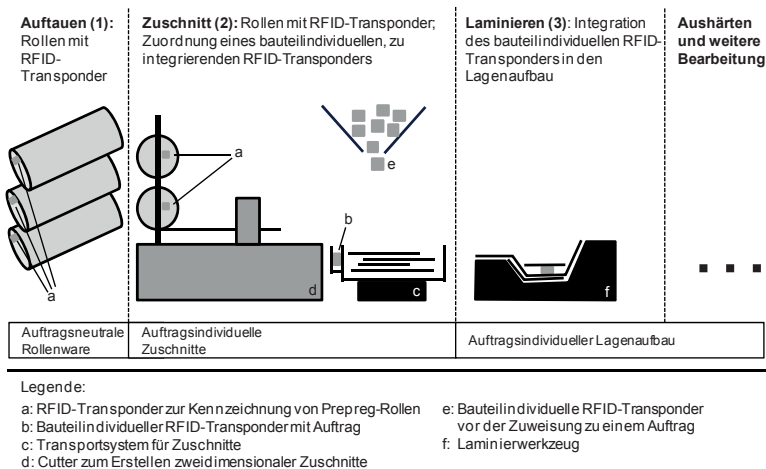 Auftauen (1):
Rollen mit
RFID-
Transponder
Zuschnitt (2): Rollen mit RFID-Transponder;
Zuordnung eines bauteilindividuellen, zu
integrierenden RFID-Transponders
Laminieren (3): Integration
des bauteilindividuellen RFID-
Transponders in den
Lagenaufbau
Aushärten
und weitere
Bearbeitung
a
a
e
b
d
c
f
Auftragsneutrale
Rollenware
Auftragsindividuelle
Zuschnitte
Auftragsindividueller Lagenaufbau
Legende:
a: RFID-Transponder zur Kennzeichnung von Prepreg-Rollen
b: Bauteilindividueller RFID-Transponder mit Auftrag
c: Transportsystem für Zuschnitte
d: Cutter zum Erstellen zweidimensionaler Zuschnitte
e: Bauteilindividuelle RFID-Transponder
vor der Zuweisung zu einem Auftrag
f: Laminierwerkzeug